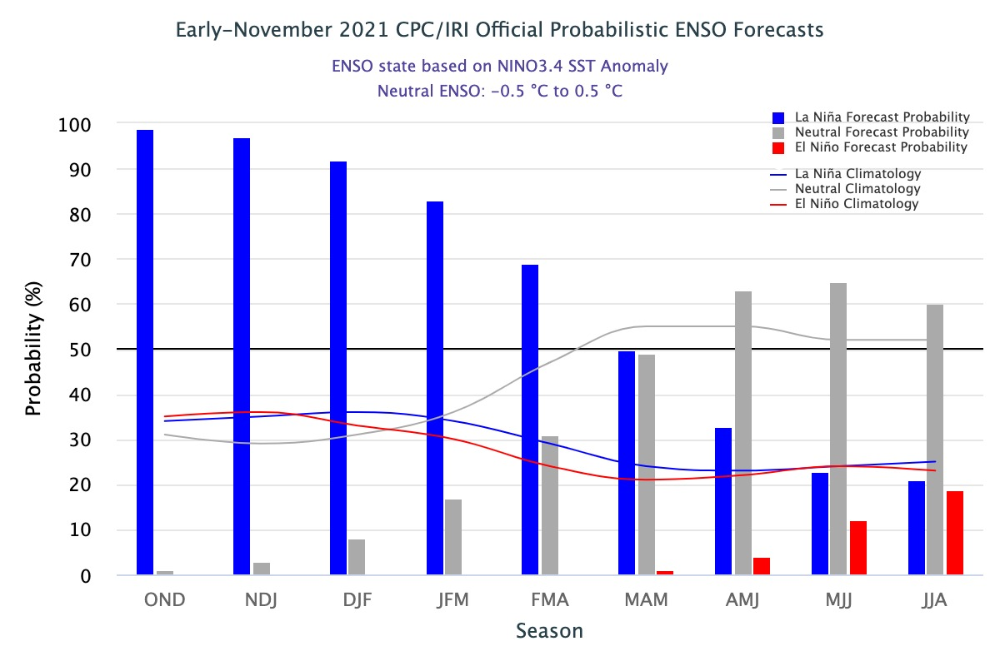 Early−November 2021 CPC/IRI Official Probabilistic ENSO Forecasts
ENSO state based on NINO3.4 SST Anomaly
Neutral ENSO: −0.5 °C to 0.5 °C
La Niña Forecast Probability
Neutral Forecast Probability
El Niño Forecast Probability
La Niña Climatology
Neutral Climatology
El Niño Climatology
Probability (%)
100
90
80
70
60
50
40
30
20
10
0
OND NDJ DJF JFM FMA MAM AMJ MJJ JJA
Season